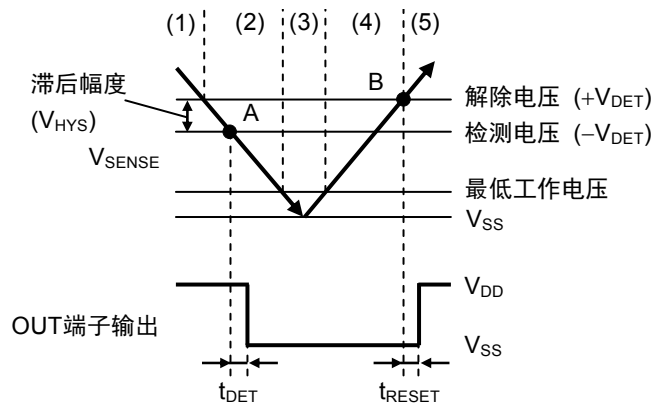 (1) (2) (3) (4) (5)
滞后幅度
(VHYS)
A
B
解除电压 (+VDET)
检测电压 (−VDET)
VSENSE
最低工作电压
VSS
VDD
OUT端子输出
VSS
tDET
tRESET